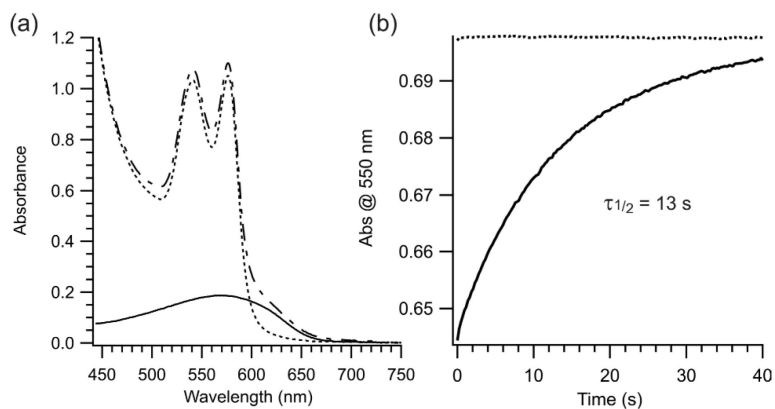 (a)
1.2
1.0
0.8
0.6
0.4
0.2
0.0
Absorbance
450 500 550 600 650 700 750
Wavelength (nm)
(b)
0.69
0.68
0.67
0.66
0.65
Abs @ 550 nm
τ1/2 = 13 s
0 10 20 30 40
Time (s)